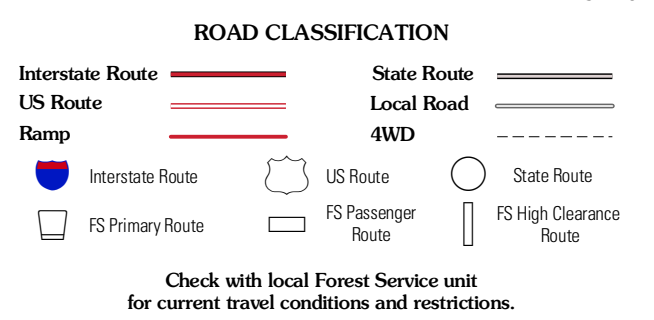 ROAD CLASSIFICATION
Interstate Route
State Route
US Route
Local Road
Ramp
4WD
Interstate Route
US Route
State Route
FS Primary Route
FS Passenger
Route
FS High Clearance
Route
Check with local Forest Service unit
for current travel conditions and restrictions.